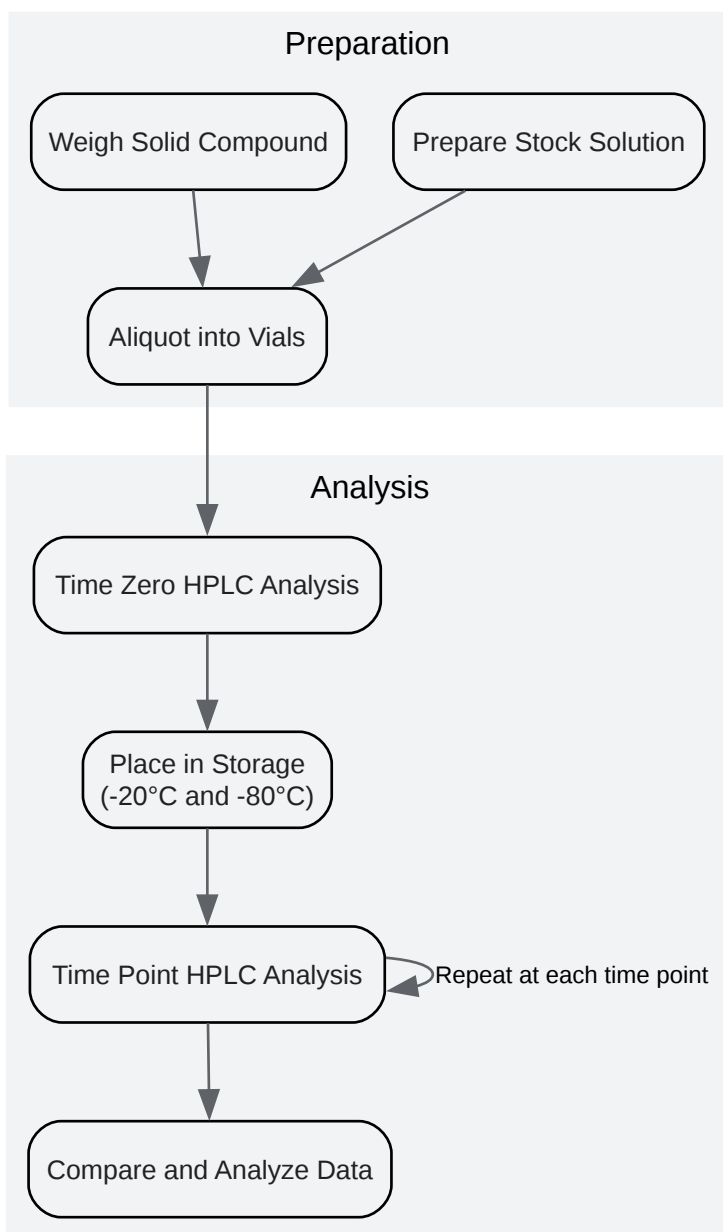 Preparation
Weigh Solid Compound
Prepare Stock Solution
Aliquot into Vials
Analysis
Time Zero HPLC Analysis
Place in Storage
(-20°C and -80°C)
Time Point HPLC Analysis
Repeat at each time point
Compare and Analyze Data